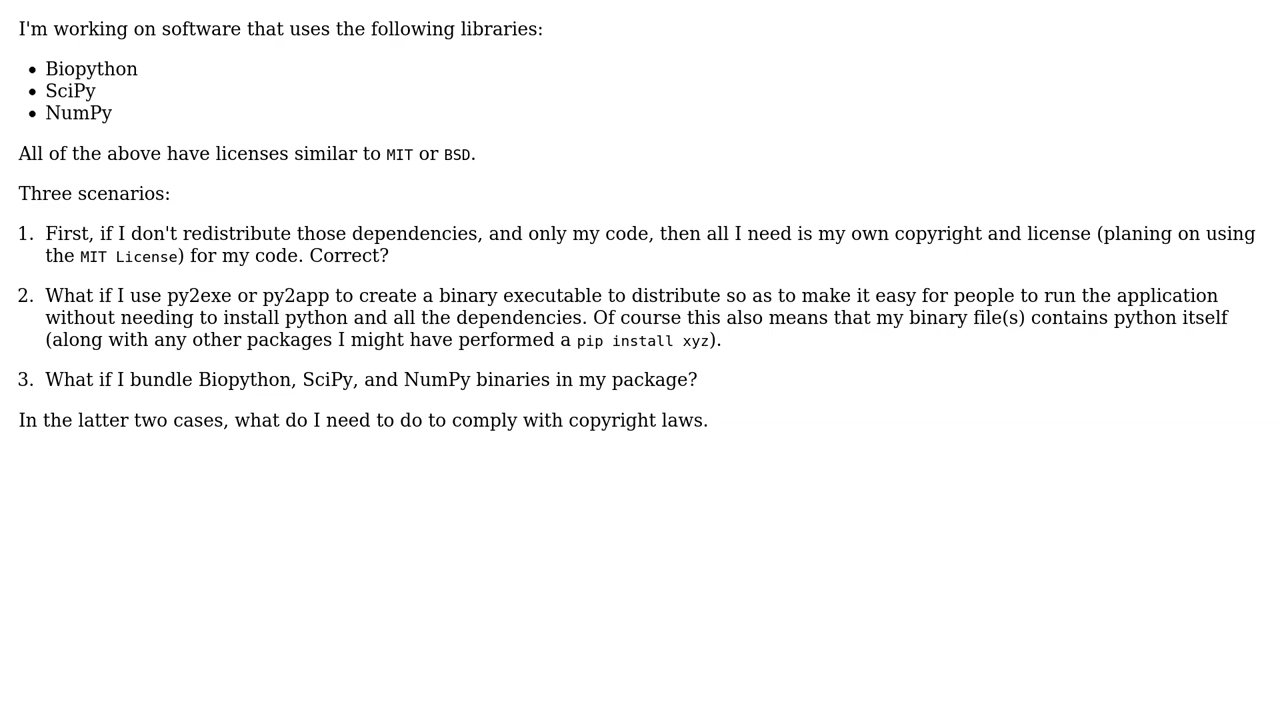 I'm working on software that uses the following libraries:
• Biopython
• SciPy
• NumPy
All of the above have licenses similar to MIT or BSD.
Three scenarios:
1. First, if I don't redistribute those dependencies, and only my code, then all I need is my own copyright and license (planing on using
the MIT License) for my code. Correct?
2. What if I use py2exe or py2app to create a binary executable to distribute so as to make it easy for people to run the application
without needing to install python and all the dependencies. Of course this also means that my binary file(s) contains python itself
(along with any other packages I might have performed a pip install xyz).
3. What if I bundle Biopython, SciPy, and NumPy binaries in my package?
In the latter two cases, what do I need to do to comply with copyright laws.